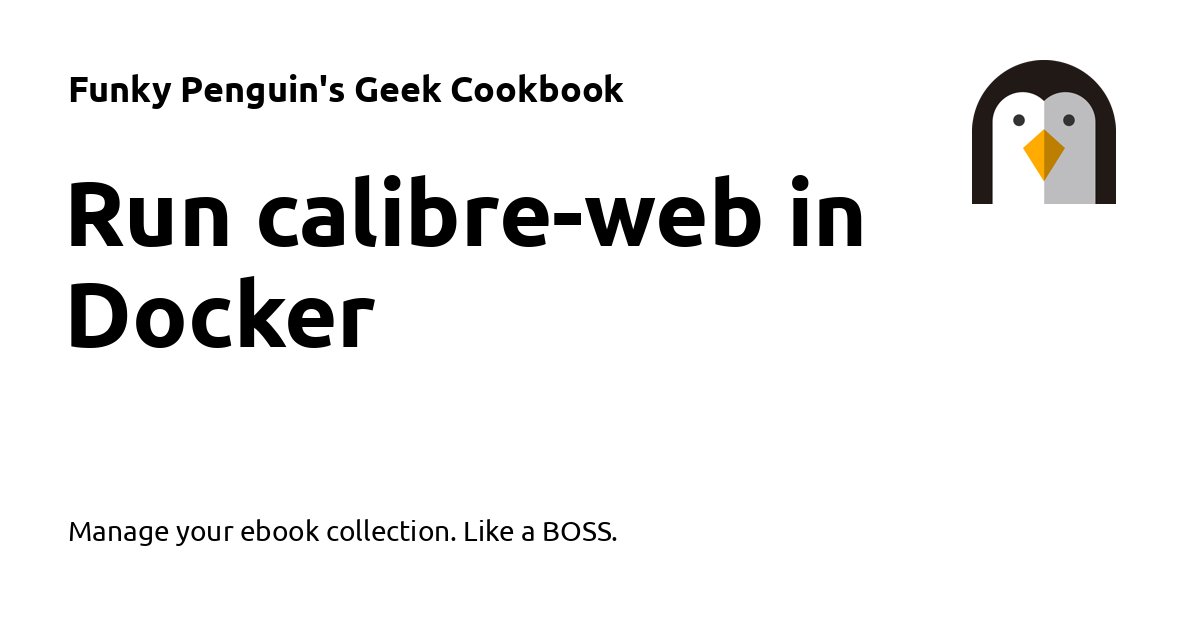 Funky Penguin's Geek Cookbook
Run calibre-web in
Docker
Manage your ebook collection. Like a BOSS.